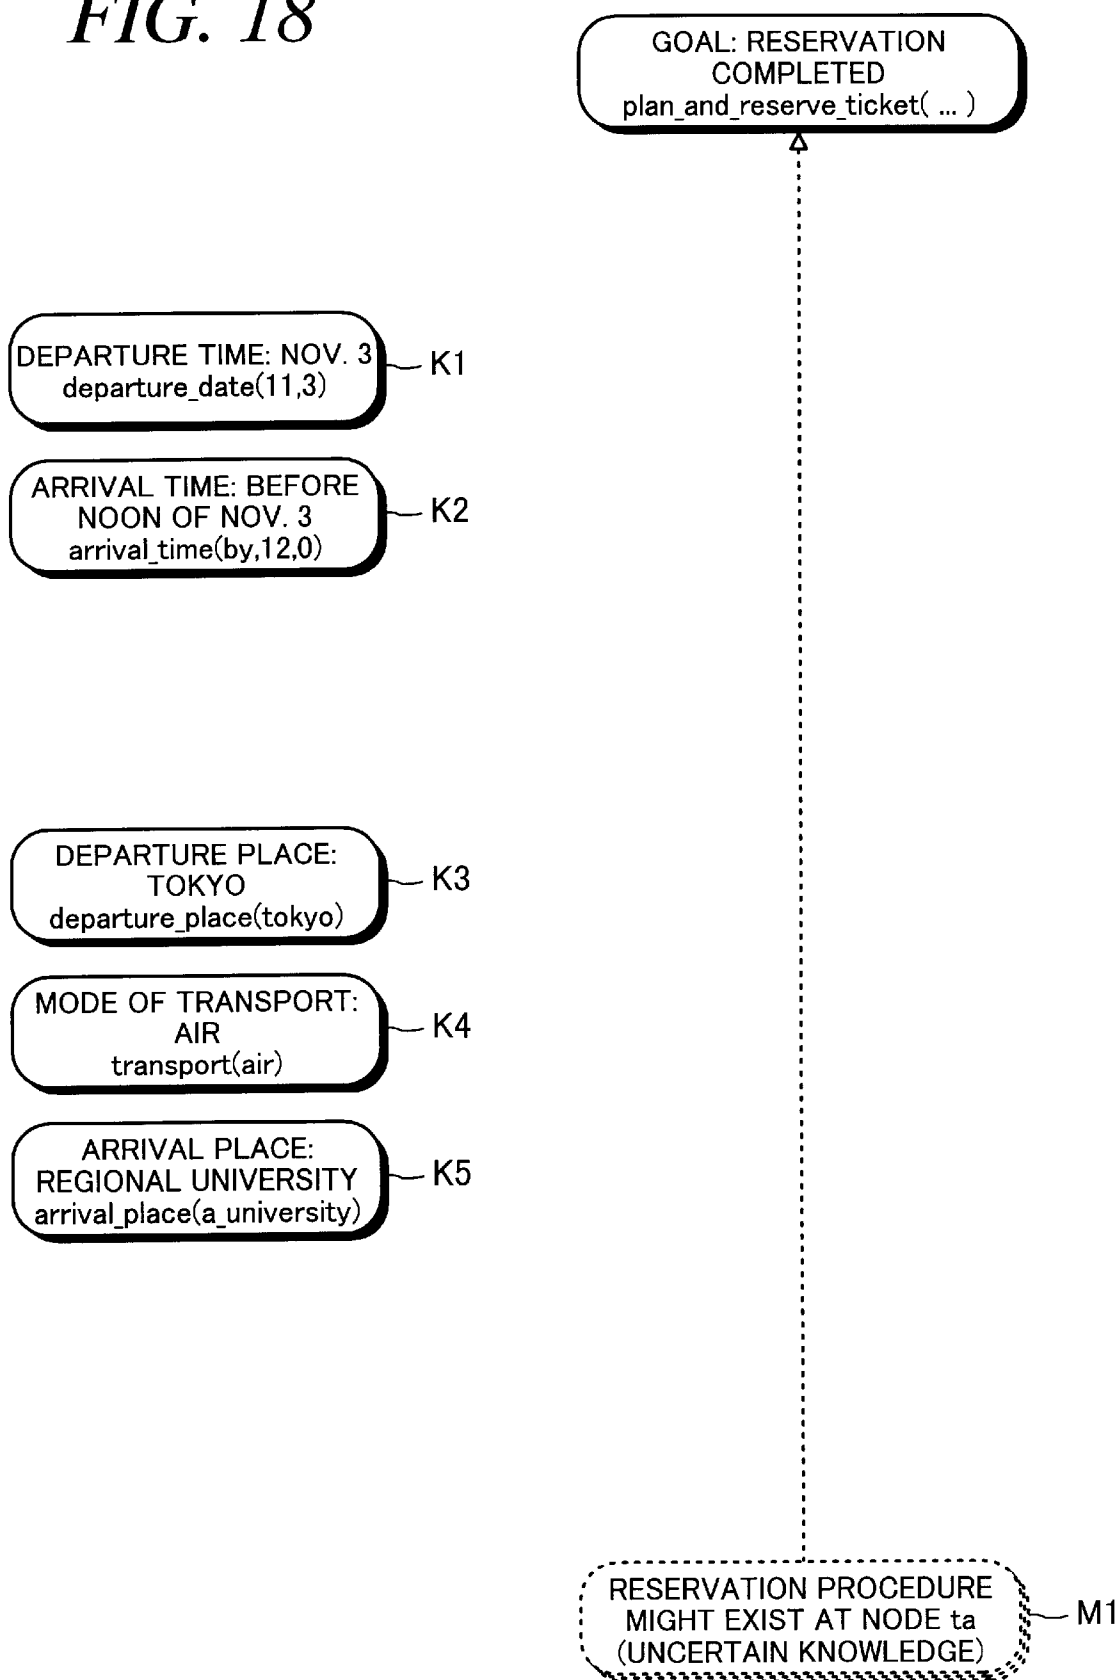 FIG. 18
GOAL: RESERVATION
COMPLETED
plan_and_reserve_ticket( ... )
DEPARTURE TIME: NOV. 3
departure_date(11,3)
K1
ARRIVAL TIME: BEFORE
NOON OF NOV. 3
arrival_time(by,12,0)
K2
DEPARTURE PLACE:
TOKYO
departure_place(tokyo)
K3
MODE OF TRANSPORT:
AIR
transport(air)
K4
ARRIVAL PLACE:
REGIONAL UNIVERSITY
arrival_place(a_university)
K5
RESERVATION PROCEDURE
MIGHT EXIST AT NODE ta
(UNCERTAIN KNOWLEDGE)
M1